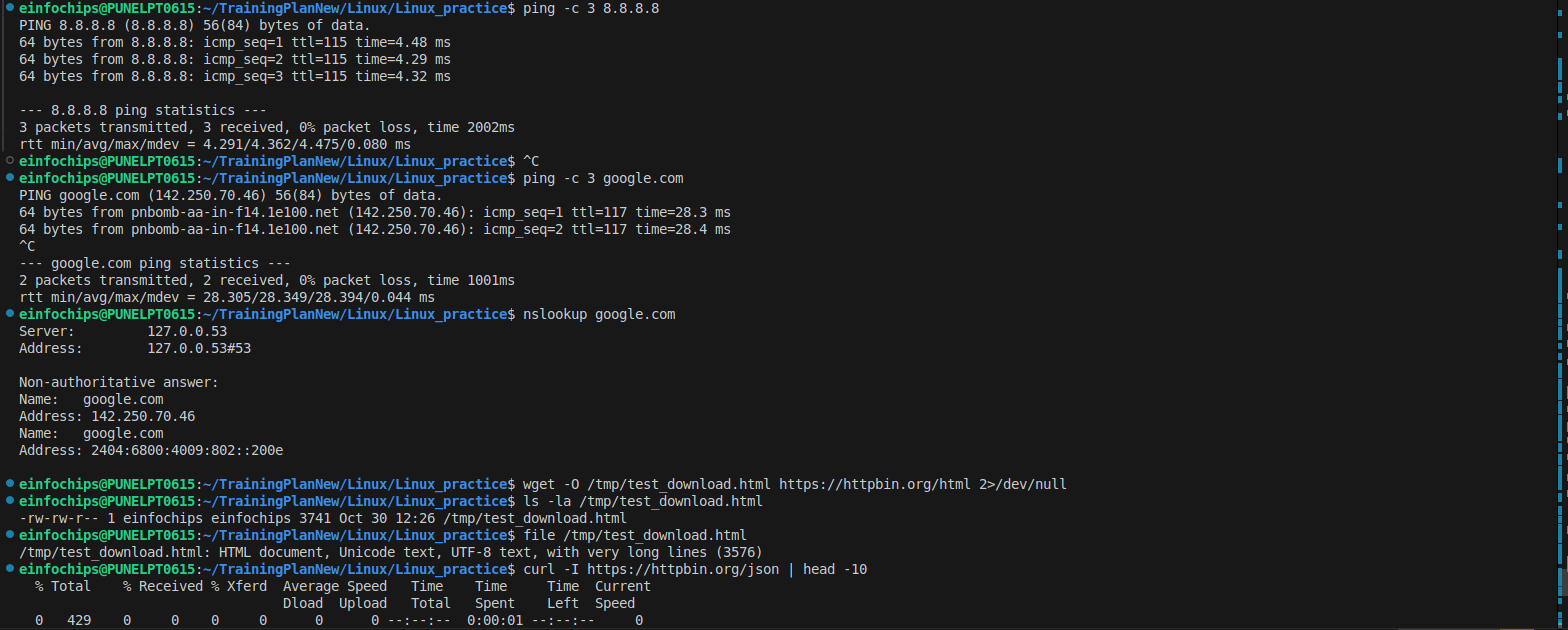 einfochips@PUNELPT0615:~/TrainingPlanNew/Linux/Linux_practice$ ping -c 3 8.8.8.8
PING 8.8.8.8 (8.8.8.8) 56(84) bytes of data.
64 bytes from 8.8.8.8: icmp_seq=1 ttl=115 time=4.48 ms
64 bytes from 8.8.8.8: icmp_seq=2 ttl=115 time=4.29 ms
64 bytes from 8.8.8.8: icmp_seq=3 ttl=115 time=4.32 ms

--- 8.8.8.8 ping statistics ---
3 packets transmitted, 3 received, 0% packet loss, time 2002ms
rtt min/avg/max/mdev = 4.291/4.362/4.475/0.080 ms
einfochips@PUNELPT0615:~/TrainingPlanNew/Linux/Linux_practice$ ^C
einfochips@PUNELPT0615:~/TrainingPlanNew/Linux/Linux_practice$ ping -c 3 google.com
PING google.com (142.250.70.46) 56(84) bytes of data.
64 bytes from pnbomb-aa-in-f14.1e100.net (142.250.70.46): icmp_seq=1 ttl=117 time=28.3 ms
64 bytes from pnbomb-aa-in-f14.1e100.net (142.250.70.46): icmp_seq=2 ttl=117 time=28.4 ms
^C
--- google.com ping statistics ---
2 packets transmitted, 2 received, 0% packet loss, time 1001ms
rtt min/avg/max/mdev = 28.305/28.349/28.394/0.044 ms
einfochips@PUNELPT0615:~/TrainingPlanNew/Linux/Linux_practice$ nslookup google.com
Server:         127.0.0.53
Address:        127.0.0.53#53

Non-authoritative answer:
Name:   google.com
Address: 142.250.70.46
Name:   google.com
Address: 2404:6800:4009:802::200e

einfochips@PUNELPT0615:~/TrainingPlanNew/Linux/Linux_practice$ wget -O /tmp/test_download.html https://httpbin.org/html 2>/dev/null
einfochips@PUNELPT0615:~/TrainingPlanNew/Linux/Linux_practice$ ls -la /tmp/test_download.html
-rw-rw-r-- 1 einfochips einfochips 3741 Oct 30 12:26 /tmp/test_download.html
einfochips@PUNELPT0615:~/TrainingPlanNew/Linux/Linux_practice$ file /tmp/test_download.html
/tmp/test_download.html: HTML document, Unicode text, UTF-8 text, with very long lines (3576)
einfochips@PUNELPT0615:~/TrainingPlanNew/Linux/Linux_practice$ curl -I https://httpbin.org/json | head -10
  % Total    % Received % Xferd  Average Speed   Time    Time     Time  Current
                                 Dload  Upload   Total   Spent    Left  Speed
  0   429    0     0    0     0      0      0 --:--:--  0:00:01 --:--:--     0